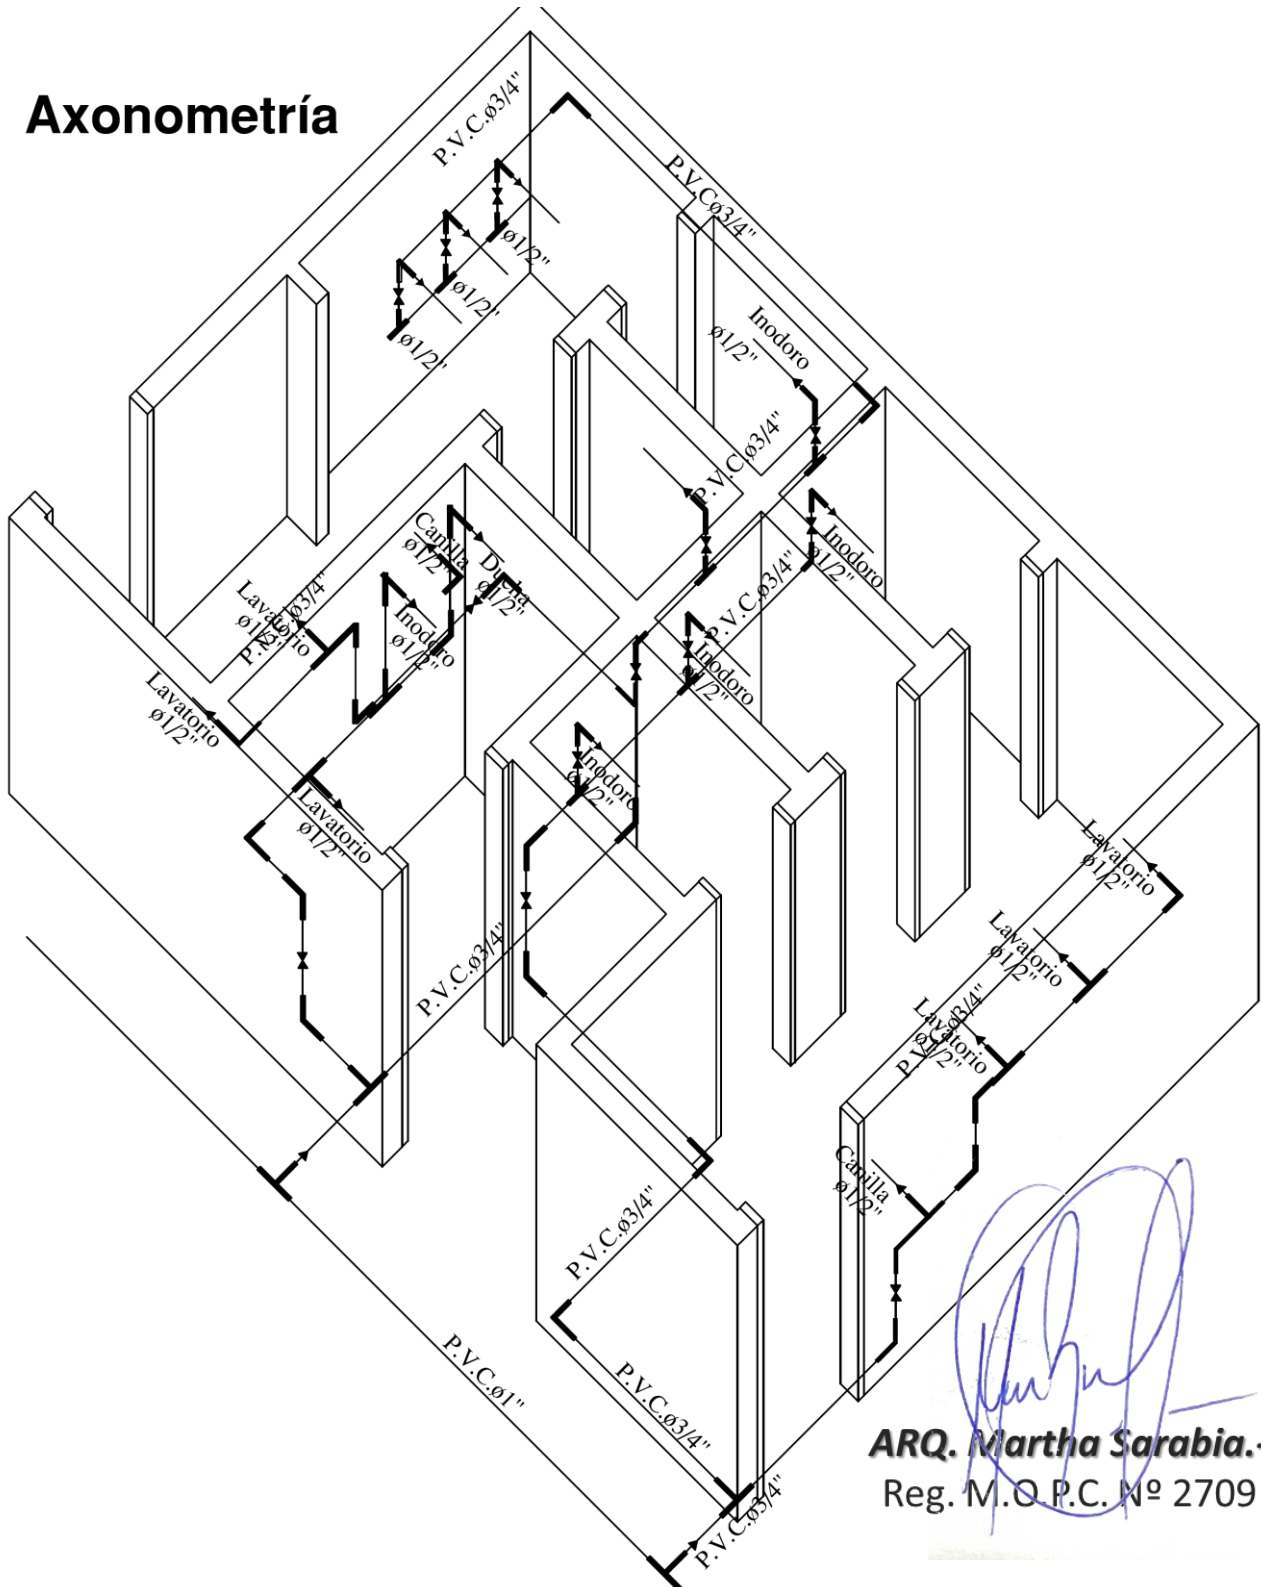 Axonometría
P.V.C.ø3/4"
P.V.Cø3/4"
ø1/2"
ø1/2"
ø1/2"
Inodoro
ø1/2"
P.V.C.ø3/4"
Canilla
ø1/2"
Ducha
ø1/2"
Inodoro
ø1/2"
P.V.C.ø3/4"
Lavatorio
ø1/2"
P.V.C.ø3/4"
Inodoro
ø1/2"
Inodoro
ø1/2"
Lavatorio
ø1/2"
Inodoro
ø1/2"
Lavatorio
ø1/2"
Lavatorio
ø1/2"
P.V.C.ø3/4"
Lavatorio
ø1/2"
Lavatorio
ø1/2"
P.V.C.ø3/4"
Canilla
ø1/2"
P.V.C.ø3/4"
P.V.C.ø1"
P.V.C.ø3/4"
P.V.C.ø3/4"
ARQ. Martha Sarabia.-
Reg. M.O.P.C. Nº 2709